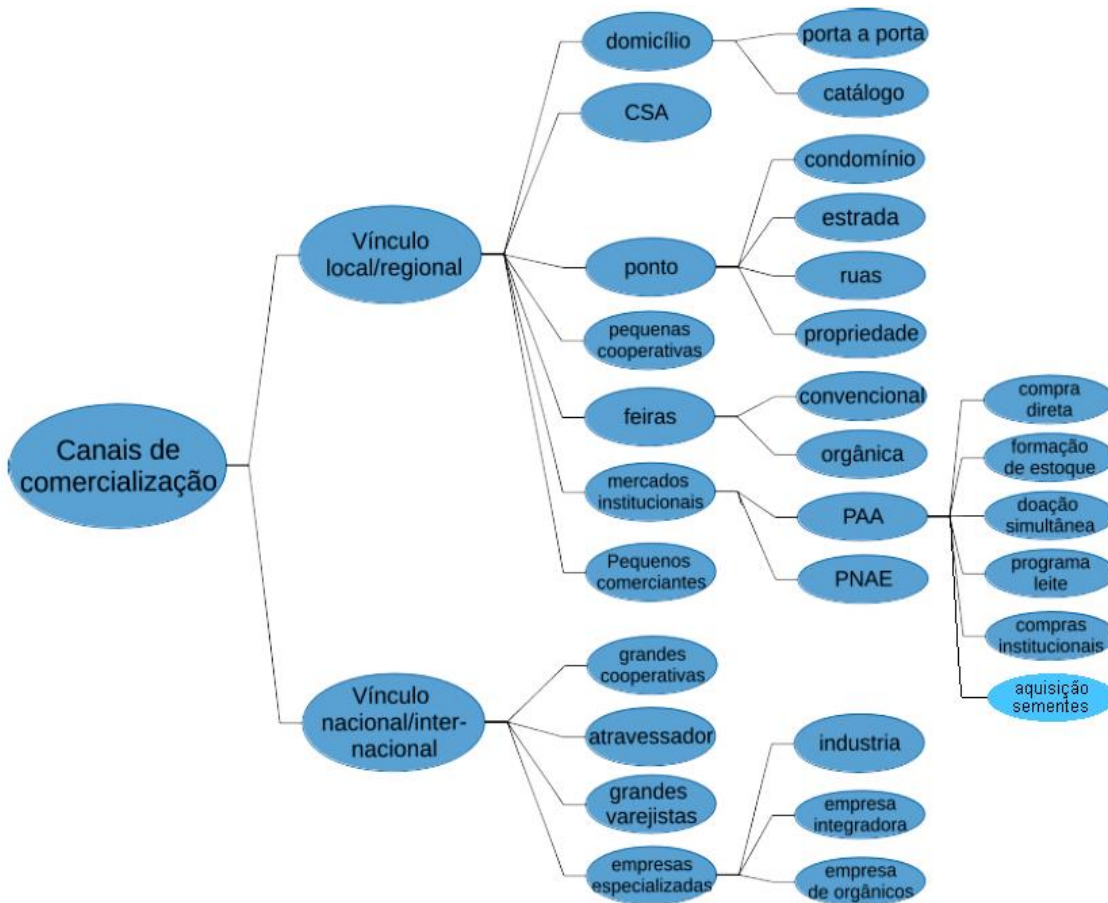 Canais de
comercialização
Vínculo
local/regional
domicílio
porta a porta
catálogo
CSA
ponto
condomínio
estrada
ruas
propriedade
pequenas
cooperativas
feiras
convencional
orgânica
mercados
institucionais
PAA
compra
direta
formação
de estoque
doação
simultânea
programa
leite
compras
institucionais
aquisição
sementes
PNAE
Pequenos
comerciantes
Vínculo
nacional/inter-
nacional
grandes
cooperativas
atravessador
grandes
varejistas
empresas
especializadas
industria
empresa
integradora
empresa
de orgânicos